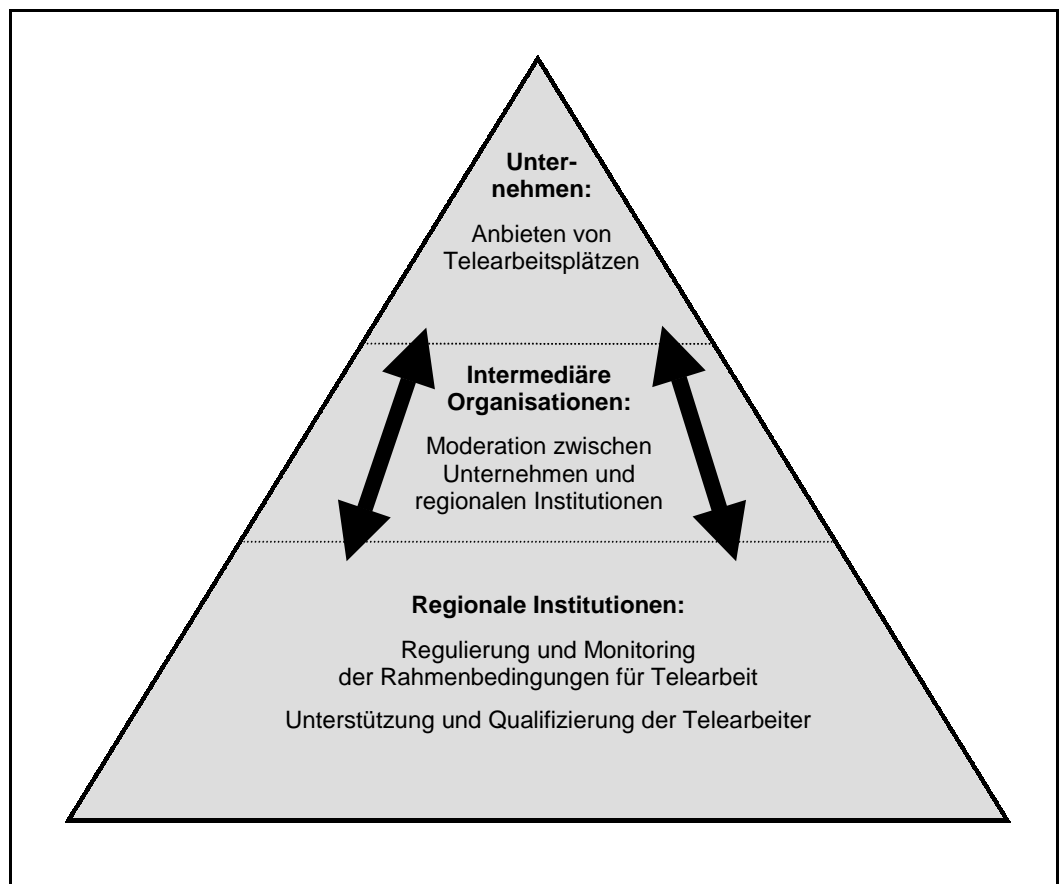 Unter-
nehmen:
Anbieten von
Telearbeitsplätzen
Intermediäre
Organisationen:
Moderation zwischen
Unternehmen und
regionalen Institutionen
Regionale Institutionen:
Regulierung und Monitoring
der Rahmenbedingungen für Telearbeit
Unterstützung und Qualifizierung der Telearbeiter